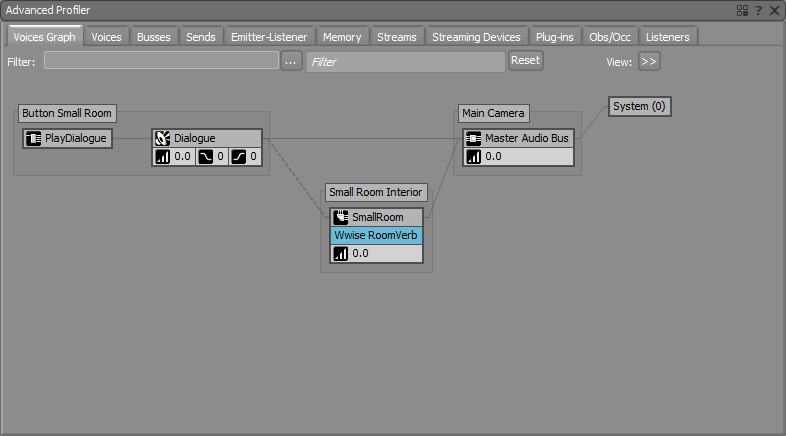 Advanced Profiler
Voices Graph Voices Busses Sends Emitter-Listener Memory Streams Streaming Devices Plug-ins Obs/Occ Listeners
Filter: ... Filter Reset View: >>
Button Small Room Main Camera System (0)
PlayDialogue Dialogue Master Audio Bus
0.0 0 0 0.0
Small Room Interior
SmallRoom
Wwise RoomVerb
0.0